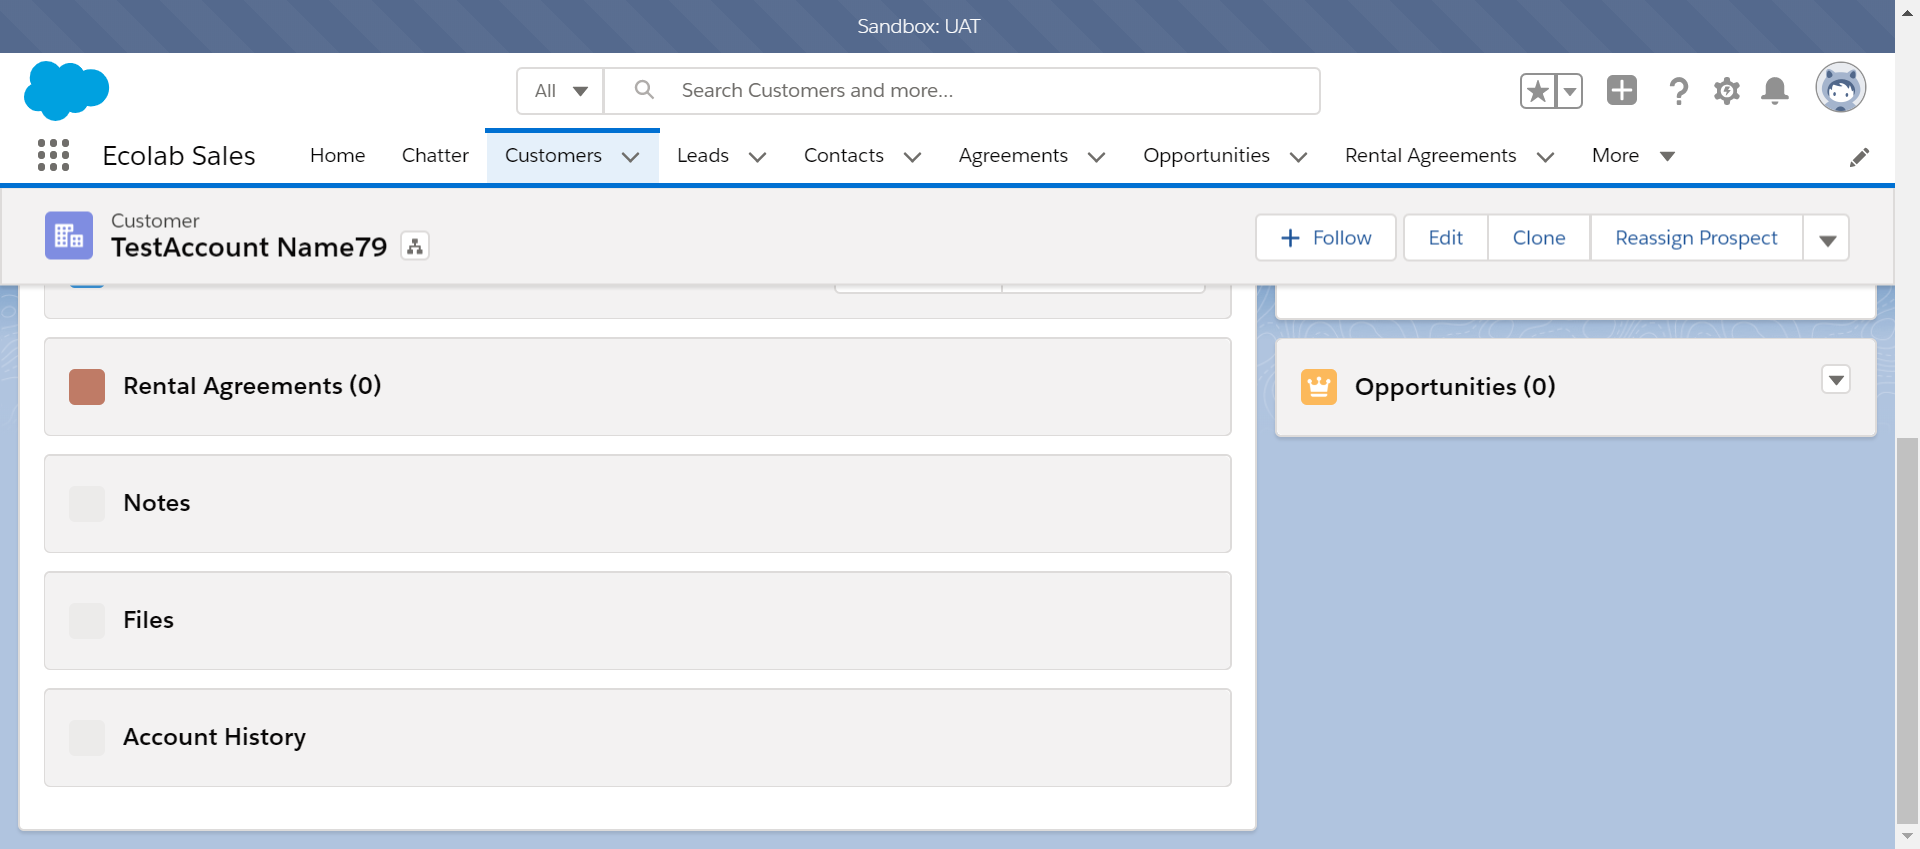 Sandbox: UAT
All
Search Customers and more...
Ecolab Sales
Home
Chatter
Customers
Leads
Contacts
Agreements
Opportunities
Rental Agreements
More
Customer
TestAccount Name79
Follow
Edit
Clone
Reassign Prospect
Rental Agreements (0)
Opportunities (0)
Notes
Files
Account History